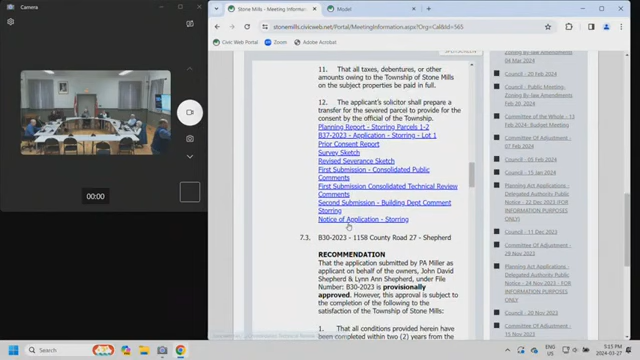 Camera
00:00
Stone Mills - Meeting Informati
Model
stonemills.civicweb.net/Portal/MeetingInformation.aspx?Org=Cal&Id=565
Civic Web Portal
Zoom
Adobe Acrobat
11. That all taxes, debentures, or other
amounts owing to the Township of Stone Mills
on the subject properties be paid in full.
12. The applicant's solicitor shall prepare a
transfer for the severed parcel to provide for the
consent by the official of the Township.
Planning Report - Storring Parcels 1-2
B37-2023 - Application - Storring - Lot 1
Prior Consent Report
Survey Sketch
Revised Severance Sketch
First Submission Consolidated Public
Comments
First Submission Consolidated Technical Review
Comments
Second Submission - Building Dept Comment
Storring
Notice of Application - Storring
7.3. B30-2023 - 1158 County Road 27 - Shepherd
RECOMMENDATION
That the application submitted by PA Miller as
applicant on behalf of the owners, John David
Shepherd & Lynn Ann Shepherd, under File
Number: B30-2023 is provisionally
approved. However, this approval is subject to
the completion of the following to the
satisfaction of the Township of Stone Mills:
1. That all conditions provided herein have
been completed within two (2) years from the
Zoning By-law Amendments
04 Mar 2024
Council - 20 Feb 2024
Council - Public Meeting-
Zoning By-law Amendments
Feb 20, 2024
Committee of the Whole - 13
Feb 2024- Budget Meeting
Committee Of Adjustment
- 07 Feb 2024
Council - 05 Feb 2024
Council - 15 Jan 2024
Planning Act Applications -
Delegated Authority Public
Notice - 22 Dec 2023 (FOR
INFORMATION PURPOSES
ONLY)
Council - 11 Dec 2023
Committee Of Adjustment
- 28 Nov 2023
Planning Act Applications -
Delegated Authority Public
Notice - 24 Nov 2023 (FOR
INFORMATION PURPOSES
ONLY)
Council - 20 Nov 2023
Committee Of Adjustment
- 15 Nov 2023
Search
ENG
US
5:15 PM
2024-03-27